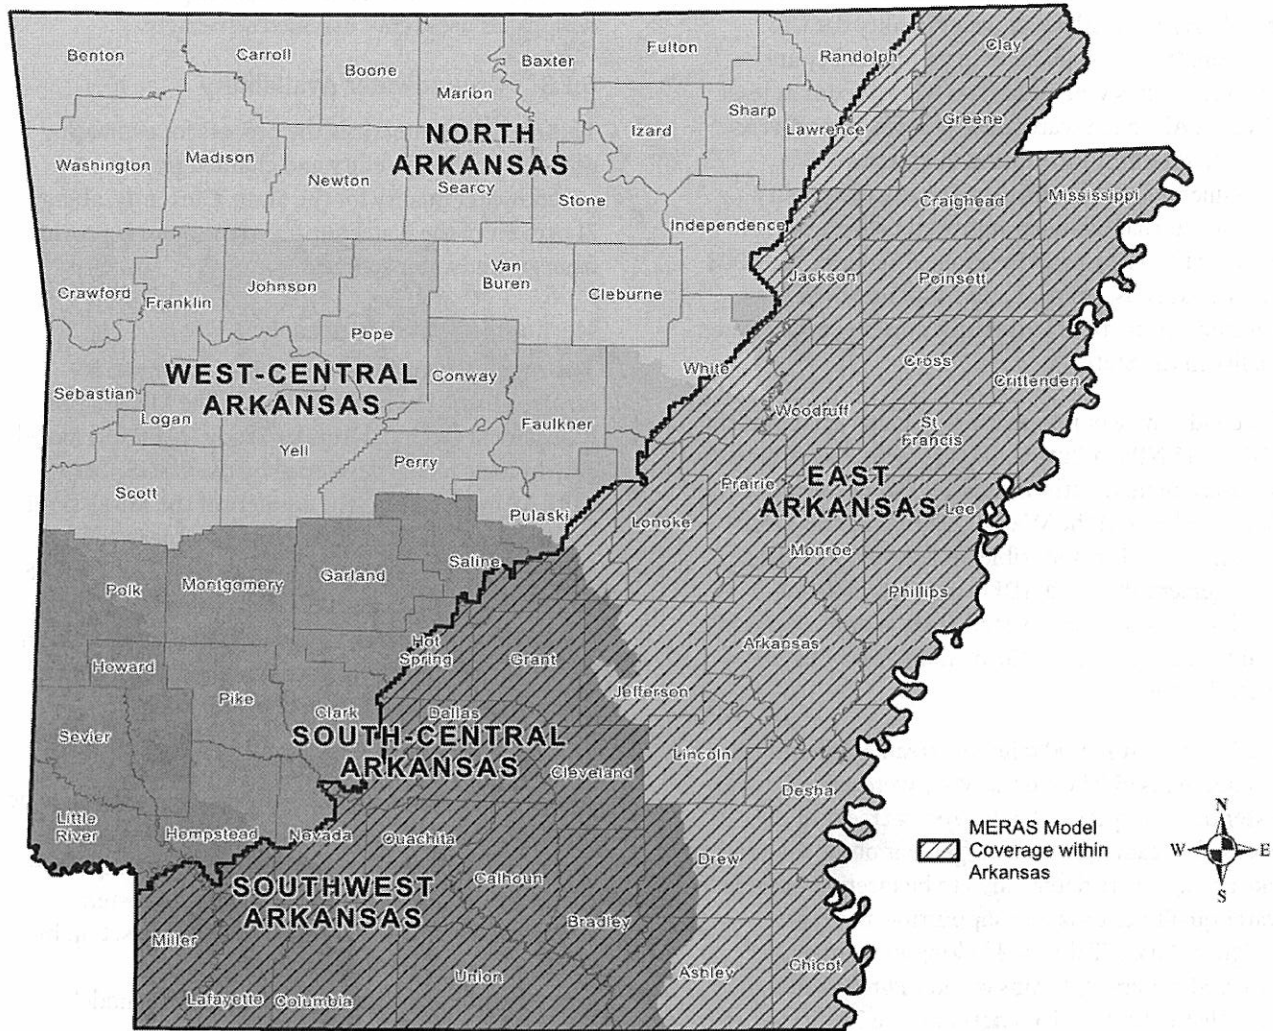 Clay
Fulton
Carroll
Benton
Randolph
Baxter
Boone
Marion
Sharp
Greene
Izard
Lawrence
NORTH
ARKANSAS
Madison
Washington
Newton
Searcy
Stone
Craighead
Mississippi
Independence
Van
Buren
Jackson
Poinsett
Johnson
Crawford
Franklin
Cleburne
Pope
Cross
White
WEST-CENTRAL
ARKANSAS
Conway
Crittenden
Sebastian
Logan
Woodruff
Faulkner
St
Francis
Yell
Perry
EAST
ARKANSAS
Prairie
Scott
Lee
Pulaski
Lonoke
Monroe
Saline
Garland
Montgomery
Polk
Phillips
Hot
Spring
Grant
Arkansas
Howard
Jefferson
Pike
Clark
Dallas
SOUTH-CENTRAL
ARKANSAS
Sevier
Lincoln
Cleveland
Desha
Little
River
Hempstead
Nevada
Ouachita
MERAS Model
Coverage within
Arkansas
N
W
E
S
Drew
Calhoun
SOUTHWEST
ARKANSAS
Bradley
Miller
Union
Ashley
Chicot
Lafayette
Columbia